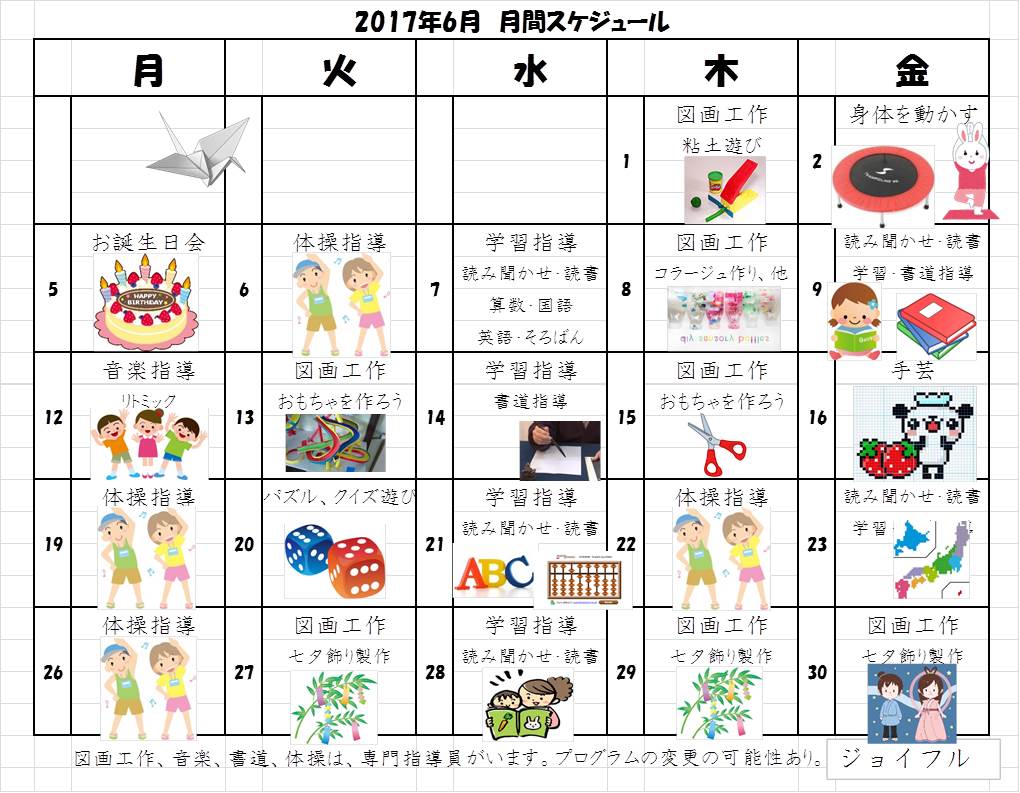 2017年6月 月間スケジュール
月 火 水 木 金
1
図画工作
粘土遊び
2
身体を動かす
5
お誕生日会
HAPPY
BIRTHDAY
6
体操指導
7
学習指導
読み聞かせ・読書
算数・国語
英語・そろばん
8
図画工作
コラージュ作り、他
diy sensory bottles
9
読み聞かせ・読書
学習・書道指導
12
音楽指導
リトミック
13
図画工作
おもちゃを作ろう
14
学習指導
書道指導
15
図画工作
おもちゃを作ろう
16
手芸
19
体操指導
20
パズル、クイズ遊び
21
学習指導
読み聞かせ・読書
ABC
22
体操指導
23
読み聞かせ・読書
学習
26
体操指導
27
図画工作
七夕飾り製作
28
学習指導
読み聞かせ・読書
29
図画工作
七夕飾り製作
30
図画工作
七夕飾り製作
図画工作、音楽、書道、体操は、専門指導員がいます。プログラムの変更の可能性あり。
ジョイフル